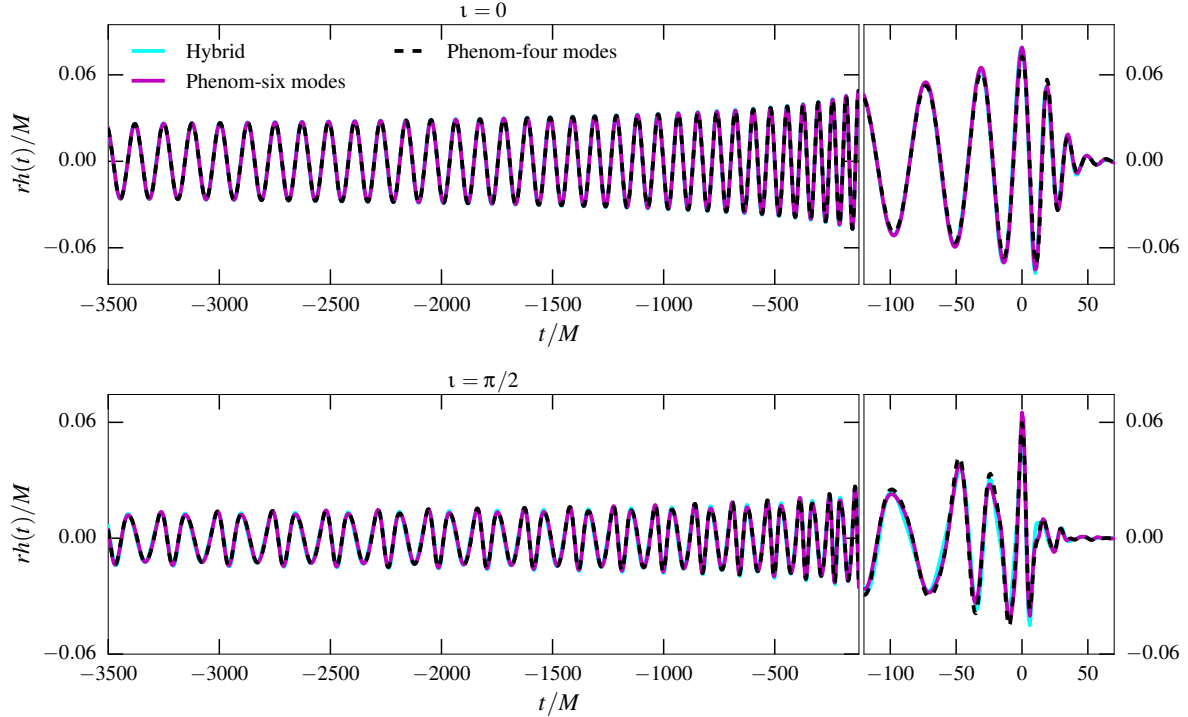 ι = 0
Hybrid
Phenom-six modes
Phenom-four modes
0.06
0.00
−0.06
rh(t)/M
−3500 −3000 −2500 −2000 −1500 −1000 −500
t/M
−100 −50 0 50
0.06
0.00
−0.06
ι = π/2
0.06
0.00
−0.06
rh(t)/M
−3500 −3000 −2500 −2000 −1500 −1000 −500
t/M
−100 −50 0 50
0.06
0.00
−0.06